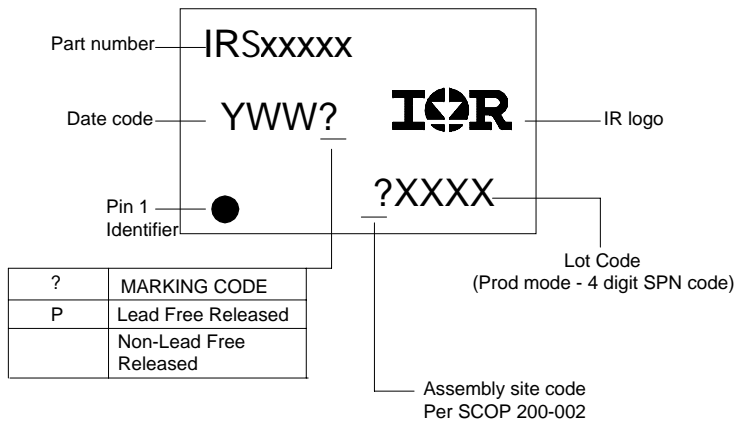 Part number
IRSxxxxx
Date code
YWW?
IOR
IR logo
?XXXX
Pin 1
Identifier
Lot Code
(Prod mode - 4 digit SPN code)
? MARKING CODE
P Lead Free Released
Non-Lead Free
Released
Assembly site code
Per SCOP 200-002